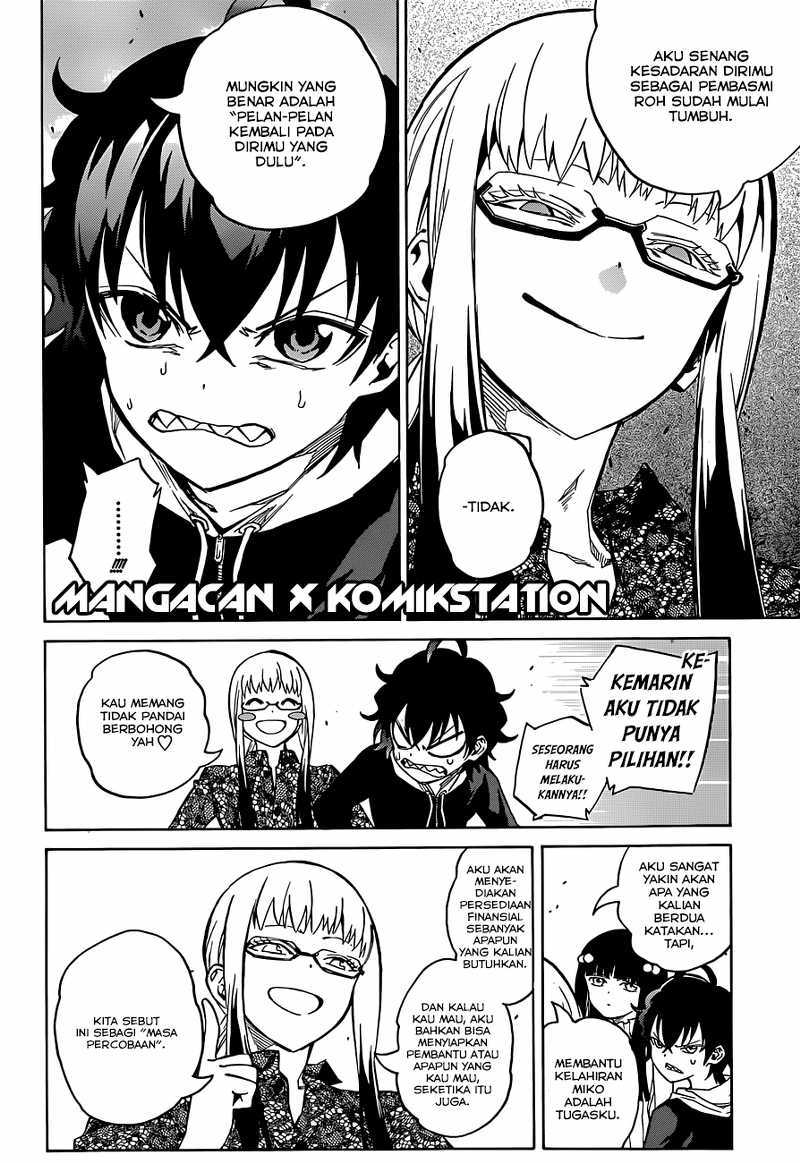 AKU SENANG
KESADARAN DIRIMU
SEBAGAI PEMBASMI
ROH SUDAH MULAI
TUMBUH.
-TIDAK.
MUNGKIN YANG
BENAR ADALAH
"PELAN-PELAN
KEMBALI PADA
DIRIMU YANG
DULU".
........!!!!
MANGACAN X KOMIKSTATION
KE-
KEMARIN
AKU TIDAK
PUNYA
PILIHAN!!
SESEORANG
HARUS
MELAKU-
KANNYA!!
KAU MEMANG
TIDAK PANDAI
BERBOHONG
YAH ♡
AKU SANGAT
YAKIN AKAN
APA YANG
KALIAN
BERDUA
KATAKAN...
TAPI,
MEMBANTU
KELAHIRAN
MIKO
ADALAH
TUGASKU.
AKU AKAN
MENYE-
DIAKAN
PERSEDIAAN
FINANSIAL
SEBANYAK
APAPUN
YANG KALIAN
BUTUHKAN.
DAN KALAU
KAU MAU, AKU
BAHKAN BISA
MENYIAPKAN
PEMBANTU ATAU
APAPUN YANG
KAU MAU,
SEKETIKA ITU
JUGA.
KITA SEBUT
INI SEBAGI "MASA
PERCOBAAN".